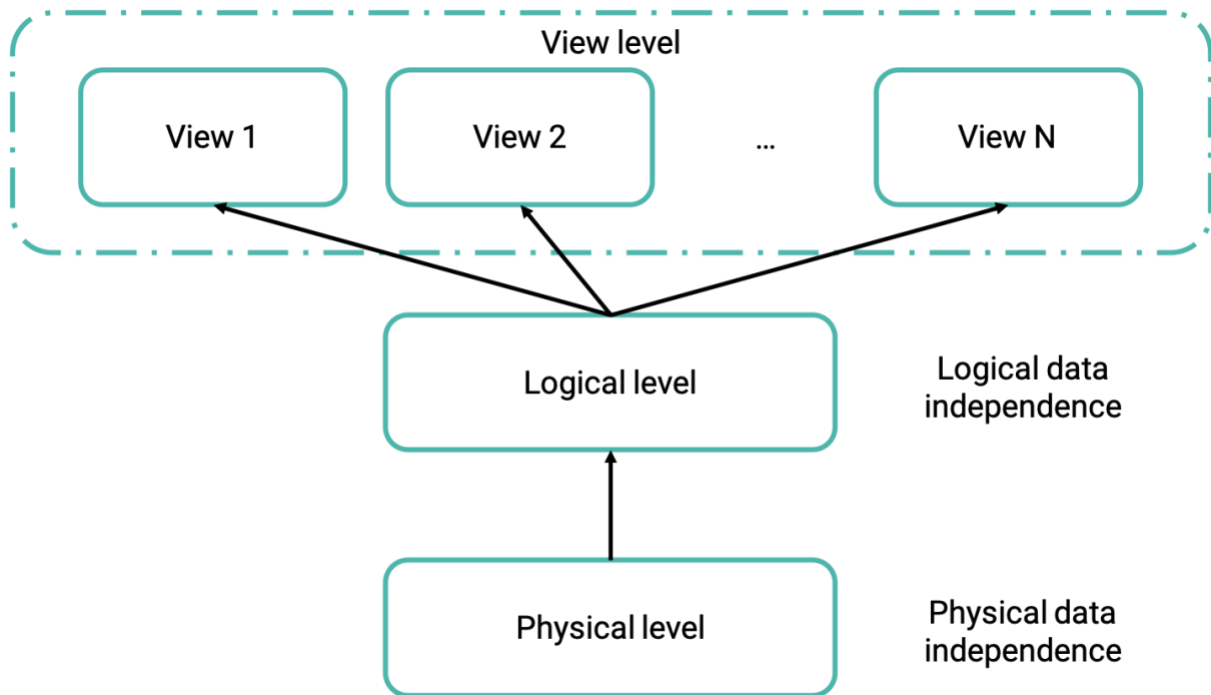 View level
View 1
View 2
...
View N
Logical level
Logical data
independence
Physical level
Physical data
independence